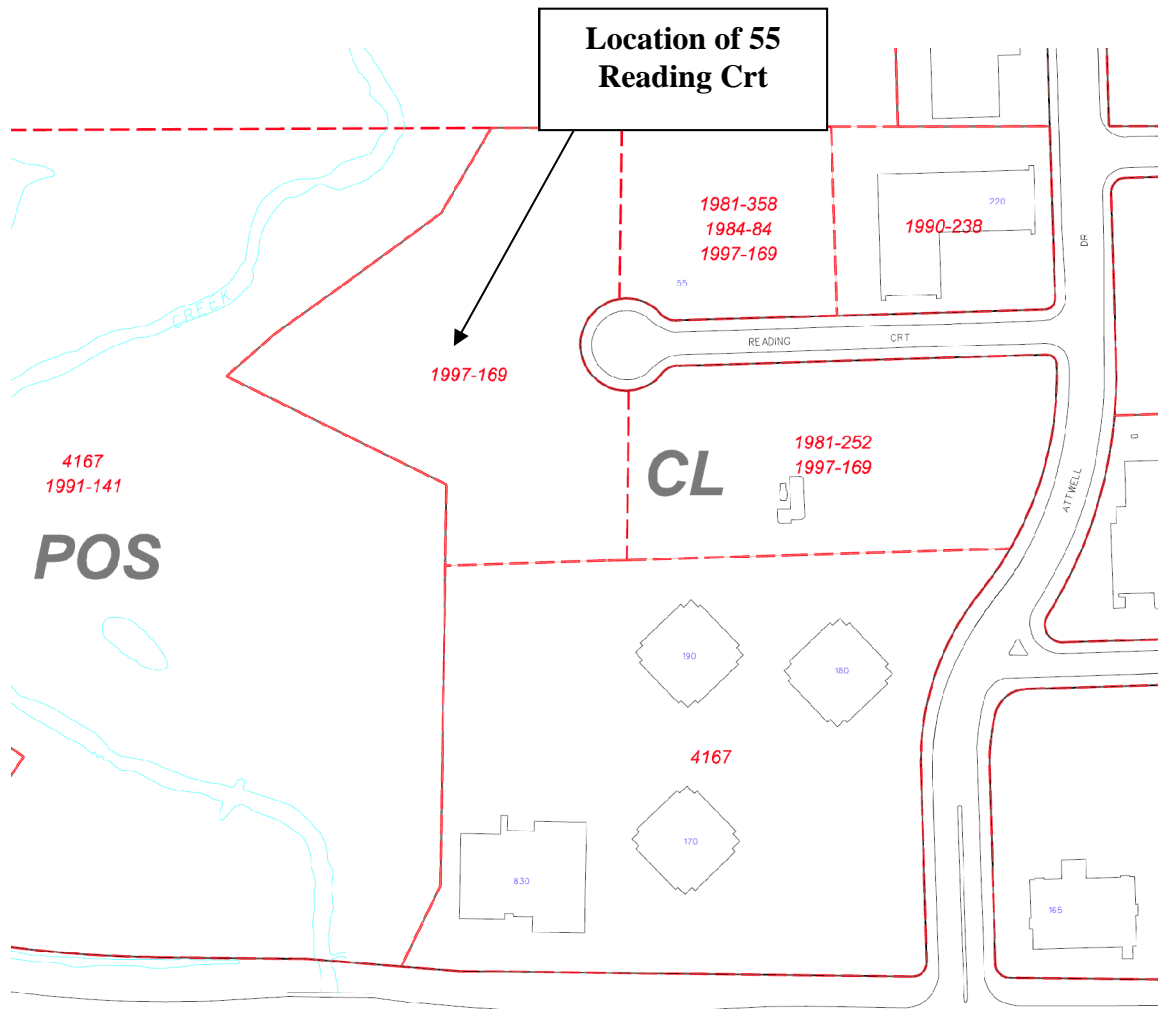 Location of 55
Reading Crt
1981-358
1984-84
1997-169
220
1990-238
DR
55
CREEK
READING CRT
1997-169
1981-252
1997-169
CL
4167
1991-141
ATTWELL
POS
190
180
4167
170
830
165